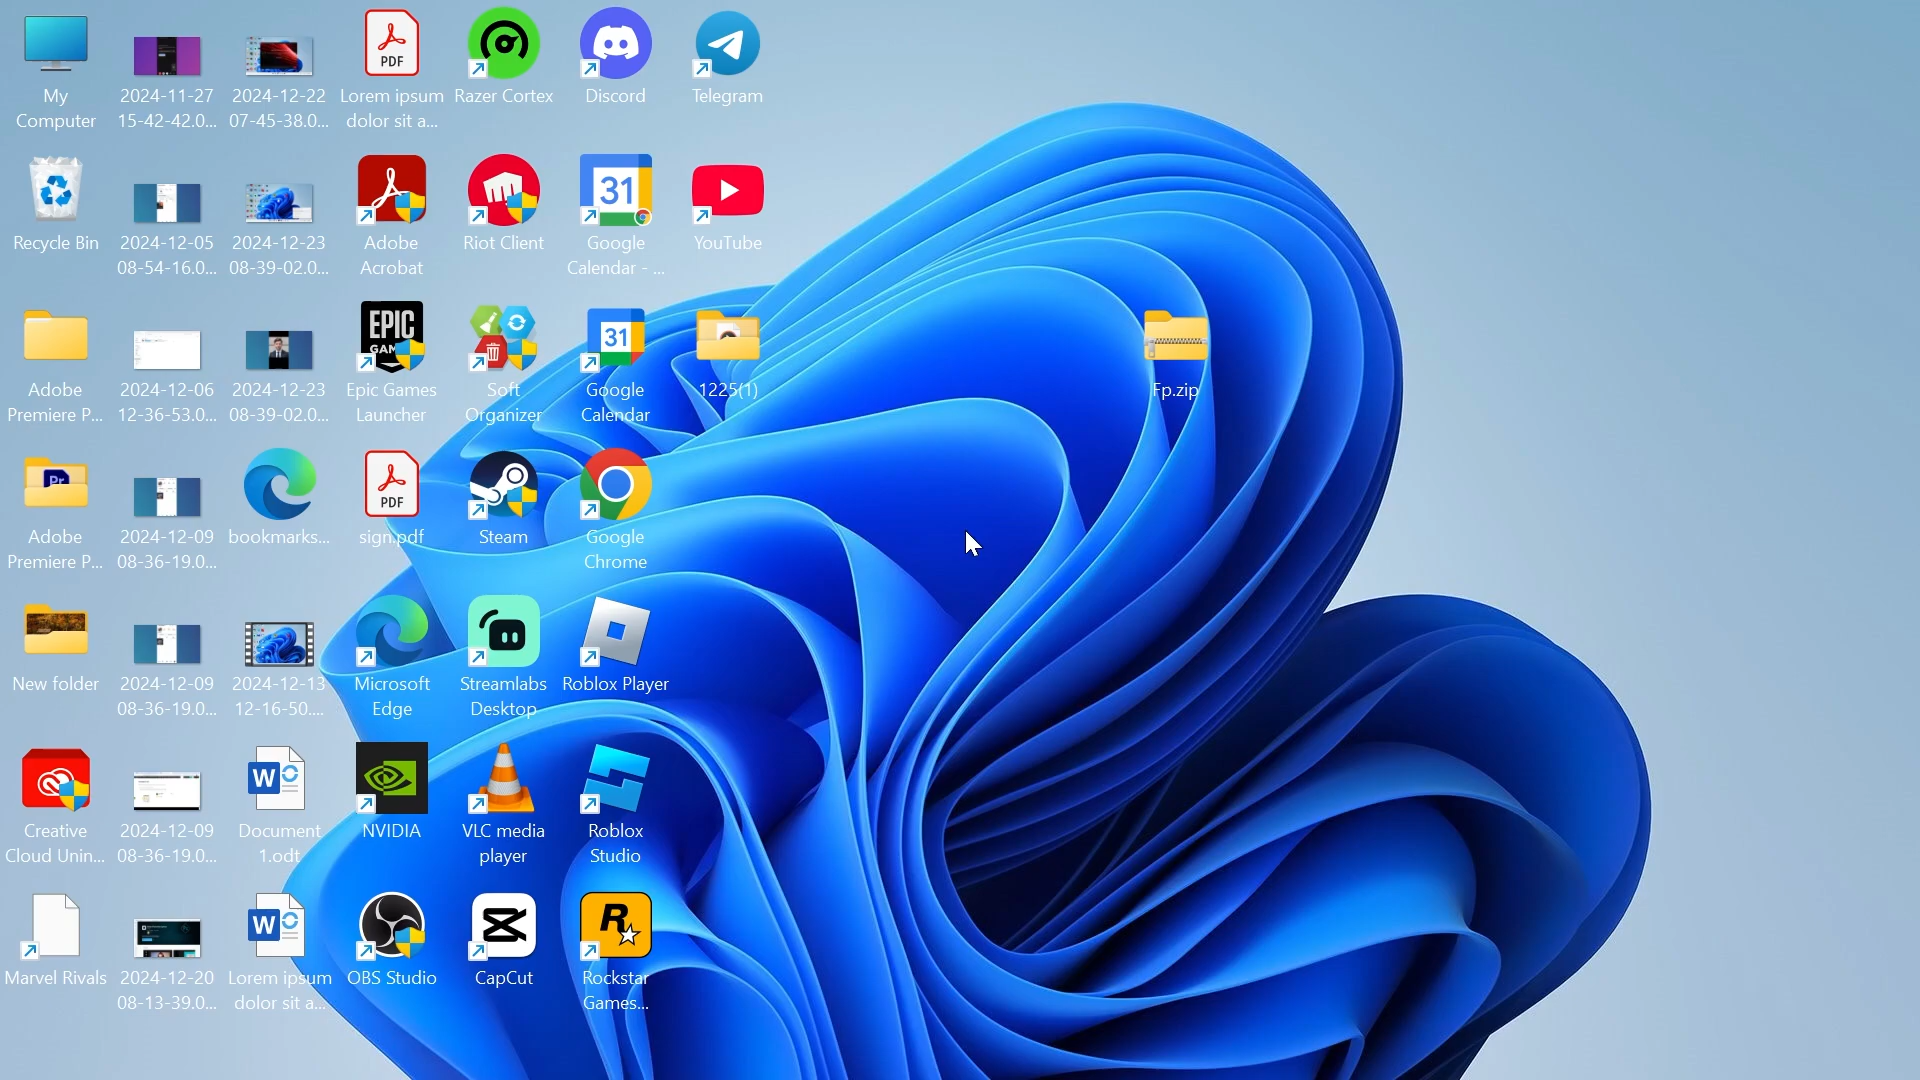 My
Computer
2024-11-27
15-42-42.0...
2024-12-22
07-45-38.0...
PDF
Lorem ipsum
dolor sit a...
Razer Cortex
Discord
Telegram
Recycle Bin
2024-12-05
08-54-16.0...
2024-12-23
08-39-02.0...
Adobe
Acrobat
Riot Client
31
Google
Calendar - ...
YouTube
Adobe
Premiere P...
2024-12-06
12-36-53.0...
2024-12-23
08-39-02.0...
EPIC
GAM
Epic Games
Launcher
Soft
Organizer
31
Google
Calendar
1225(1)
Fp.zip
Pr
Adobe
Premiere P...
2024-12-09
08-36-19.0...
bookmarks...
PDF
sign.pdf
Steam
Google
Chrome
New folder
2024-12-09
08-36-19.0...
2024-12-13
12-16-50....
Microsoft
Edge
Streamlabs
Desktop
Roblox Player
Creative
Cloud Unin...
2024-12-09
08-36-19.0...
W
Document
1.odt
NVIDIA
VLC media
player
Roblox
Studio
Marvel Rivals
2024-12-20
08-13-39.0...
W
Lorem ipsum
dolor sit a...
OBS Studio
CapCut
R
Rockstar
Games...